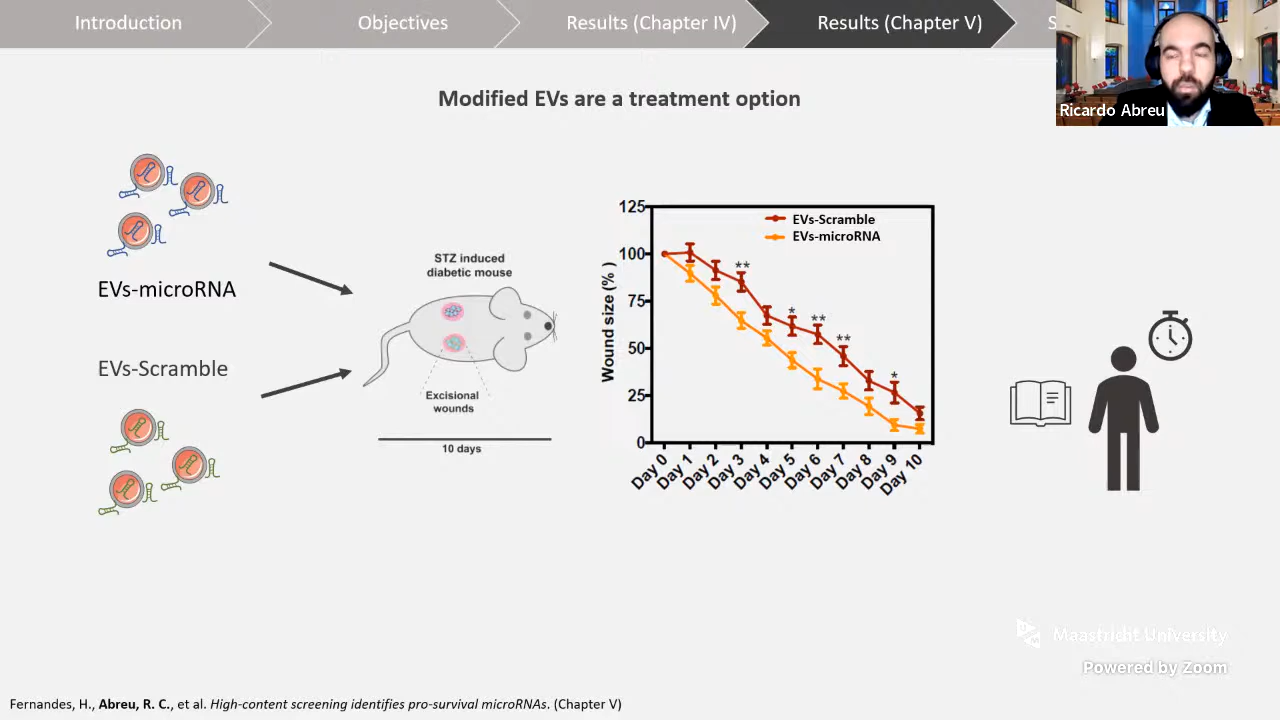 Introduction
Objectives
Results (Chapter IV)
Results (Chapter V)
S
Ricardo Abreu
Modified EVs are a treatment option
EVs-microRNA
EVs-Scramble
STZ induced
diabetic mouse
Excisional
wounds
10 days
Wound size (% )
125
100
75
50
25
0
EVs-Scramble
EVs-microRNA
**
*
**
**
*
Day 0
Day 1
Day 2
Day 3
Day 4
Day 5
Day 6
Day 7
Day 8
Day 9
Day 10
Maastricht University
Powered by Zoom
Fernandes, H., Abreu, R. C., et al. High-content screening identifies pro-survival microRNAs. (Chapter V)